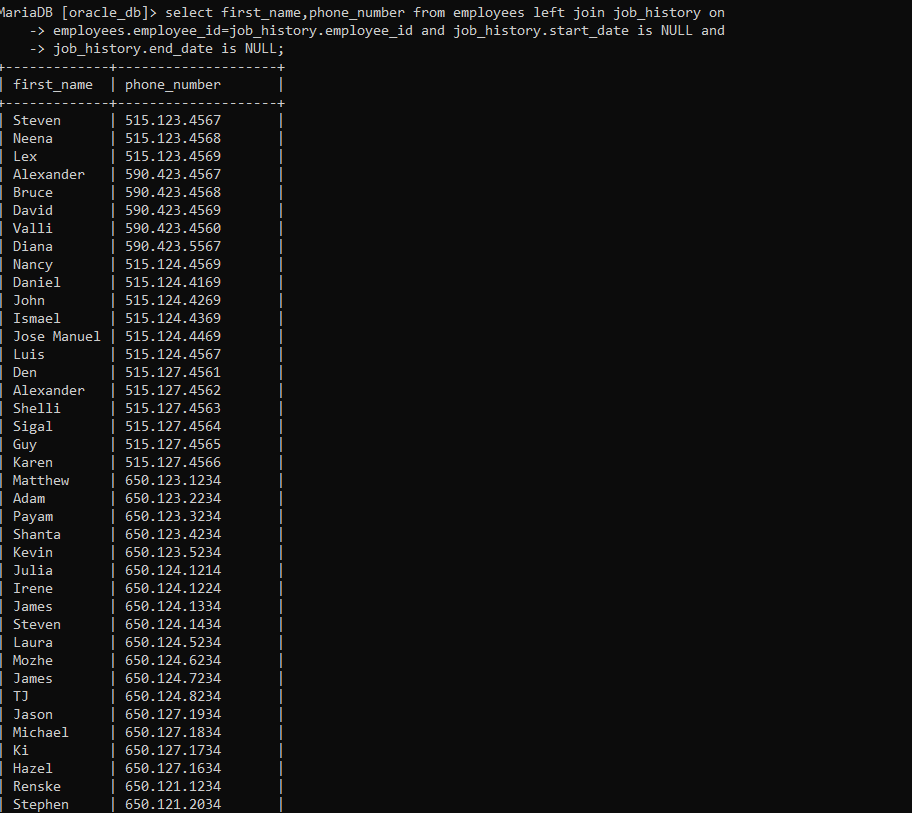 MariaDB [oracle_db]> select first_name,phone_number from employees left join job_history on
    -> employees.employee_id=job_history.employee_id and job_history.start_date is NULL and
    -> job_history.end_date is NULL;
+-------------+--------------------+
| first_name  | phone_number       |
+-------------+--------------------+
| Steven      | 515.123.4567       |
| Neena       | 515.123.4568       |
| Lex         | 515.123.4569       |
| Alexander   | 590.423.4567       |
| Bruce       | 590.423.4568       |
| David       | 590.423.4569       |
| Valli       | 590.423.4560       |
| Diana       | 590.423.5567       |
| Nancy       | 515.124.4569       |
| Daniel      | 515.124.4169       |
| John        | 515.124.4269       |
| Ismael      | 515.124.4369       |
| Jose Manuel | 515.124.4469       |
| Luis        | 515.124.4567       |
| Den         | 515.127.4561       |
| Alexander   | 515.127.4562       |
| Shelli      | 515.127.4563       |
| Sigal       | 515.127.4564       |
| Guy         | 515.127.4565       |
| Karen       | 515.127.4566       |
| Matthew     | 650.123.1234       |
| Adam        | 650.123.2234       |
| Payam       | 650.123.3234       |
| Shanta      | 650.123.4234       |
| Kevin       | 650.123.5234       |
| Julia       | 650.124.1214       |
| Irene       | 650.124.1224       |
| James       | 650.124.1334       |
| Steven      | 650.124.1434       |
| Laura       | 650.124.5234       |
| Mozhe       | 650.124.6234       |
| James       | 650.124.7234       |
| TJ          | 650.124.8234       |
| Jason       | 650.127.1934       |
| Michael     | 650.127.1834       |
| Ki          | 650.127.1734       |
| Hazel       | 650.127.1634       |
| Renske      | 650.121.1234       |
| Stephen     | 650.121.2034       |